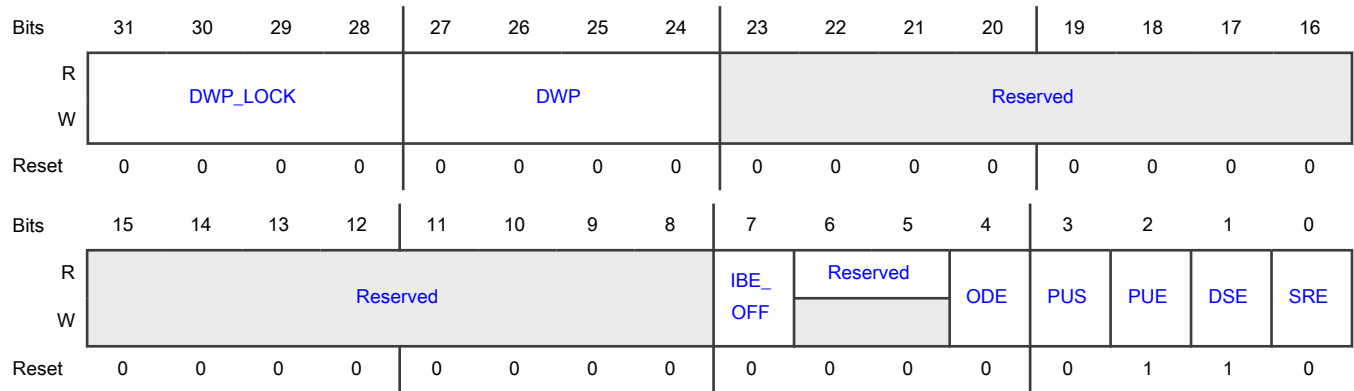 Bits 31 30 29 28 27 26 25 24 23 22 21 20 19 18 17 16
R
DWP_LOCK DWP Reserved
W
Reset 0 0 0 0 0 0 0 0 0 0 0 0 0 0 0 0
Bits 15 14 13 12 11 10 9 8 7 6 5 4 3 2 1 0
R Reserved IBE_ Reserved ODE PUS PUE DSE SRE
W OFF
Reset 0 0 0 0 0 0 0 0 0 0 0 0 0 1 1 0